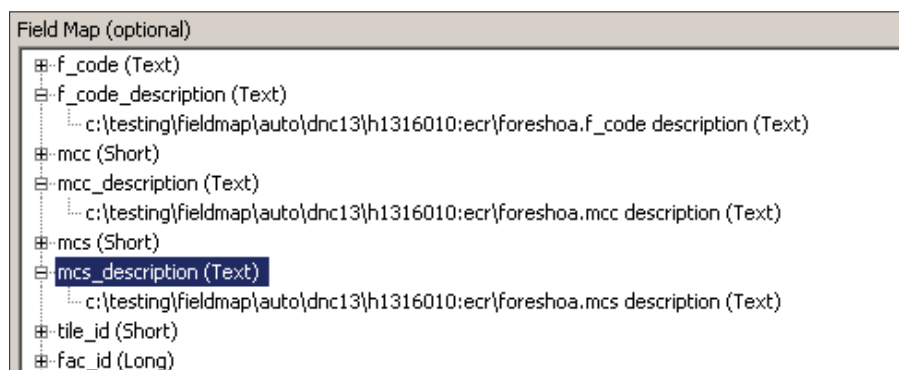 Field Map (optional)
f_code (Text)
f_code_description (Text)
c:\testing\fieldmap\auto\dnc13\h1316010:ecr\foreshoa.f_code description (Text)
mcc (Short)
mcc_description (Text)
c:\testing\fieldmap\auto\dnc13\h1316010:ecr\foreshoa.mcc description (Text)
mcs (Short)
mcs_description (Text)
c:\testing\fieldmap\auto\dnc13\h1316010:ecr\foreshoa.mcs description (Text)
tile_id (Short)
fac_id (Long)